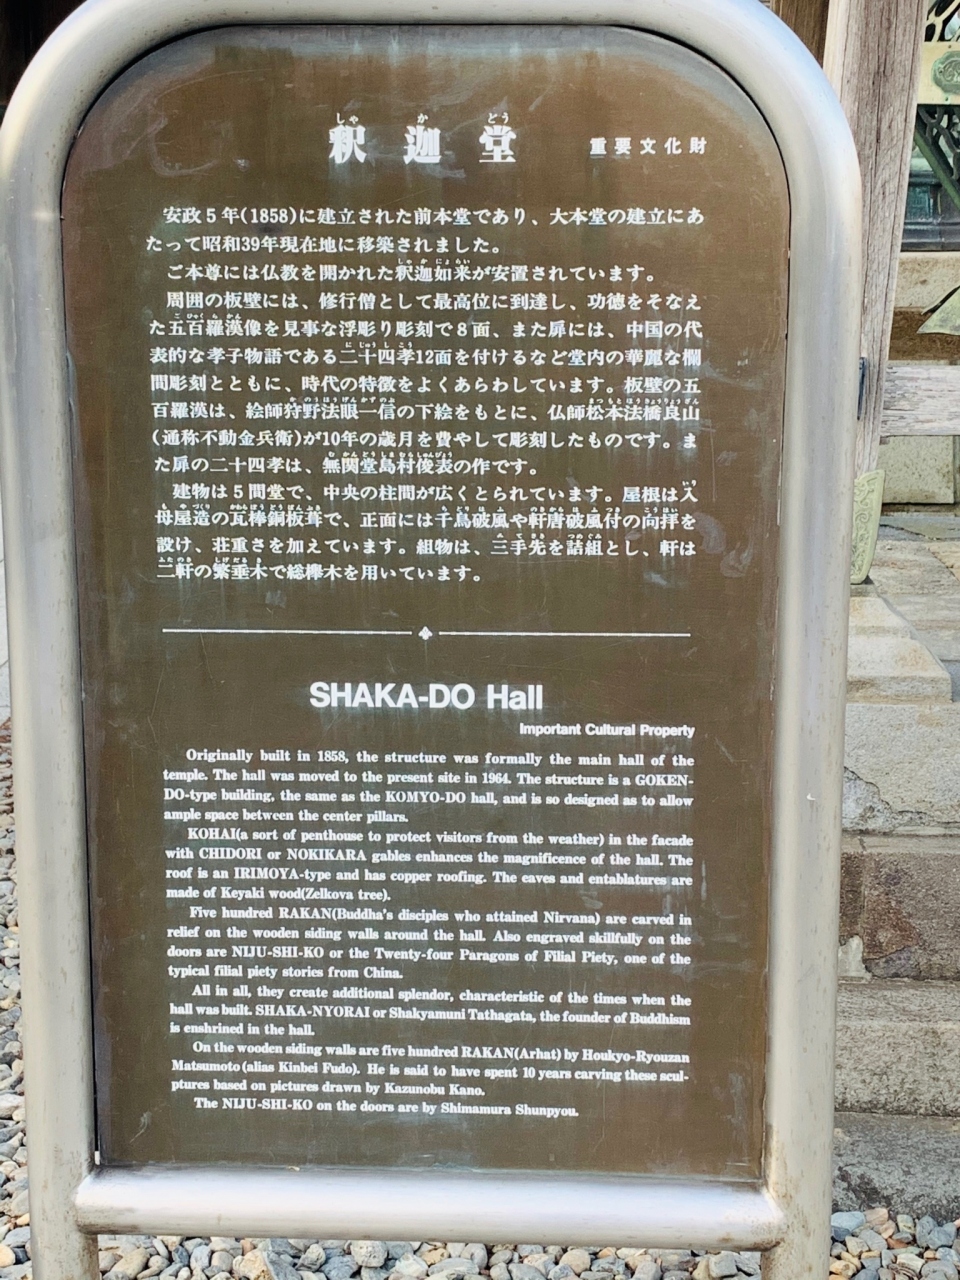 釈迦堂 重要文化財
しゃ か どう
安政5年(1858)に建立された前本堂であり、大本堂の建立にあ
たって昭和39年現在地に移築されました。
ご本尊には仏教を開かれた釈迦如来が安置されています。
周囲の板壁には、修行僧として最高位に到達し、功徳をそなえ
た五百羅漢像を見事な浮彫り彫刻で8面、また扉には、中国の代
表的な孝子物語である二十四孝12面を付けるなど堂内の華麗な欄
間彫刻とともに、時代の特徴をよくあらわしています。板壁の五
百羅漢は、絵師狩野法眼一信の下絵をもとに、仏師松本法橋良山
(通称不動金兵衛)が10年の歳月を費やして彫刻したものです。ま
た扉の二十四孝は、無関堂島村俊表の作です。
建物は5間堂で、中央の柱間が広くとられています。屋根は入
母屋造の瓦棒銅板葺で、正面には千鳥破風や軒唐破風付の向拝を
設け、荘重さを加えています。組物は、三手先を詰組とし、軒は
二軒の繁垂木で総欅木を用いています。
SHAKA-DO Hall
Important Cultural Property
Originally built in 1858, the structure was formally the main hall of the
temple. The hall was moved to the present site in 1964. The structure is a GOKEN-
DO-type building, the same as the KOMYO-DO hall, and is so designed as to allow
ample space between the center pillars.
KOHAI(a sort of penthouse to protect visitors from the weather) in the facade
with CHIDORI or NOKIKARA gables enhances the magnificence of the hall. The
roof is an IRIMOYA-type and has copper roofing. The eaves and entablatures are
made of Keyaki wood(Zelkova tree).
Five hundred RAKAN(Buddha's disciples who attained Nirvana) are carved in
relief on the wooden siding walls around the hall. Also engraved skillfully on the
doors are NIJU-SHI-KO or the Twenty-four Paragons of Filial Piety, one of the
typical filial piety stories from China.
All in all, they create additional splendor, characteristic of the times when the
hall was built. SHAKA-NYORAI or Shakyamuni Tathagata, the founder of Buddhism
is enshrined in the hall.
On the wooden siding walls are five hundred RAKAN(Arhat) by Houkyo-Ryouzan
Matsumoto (alias Kinbei Fudo). He is said to have spent 10 years carving these scul-
ptures based on pictures drawn by Kazunobu Kano.
The NIJU-SHI-KO on the doors are by Shimamura Shunpyou.